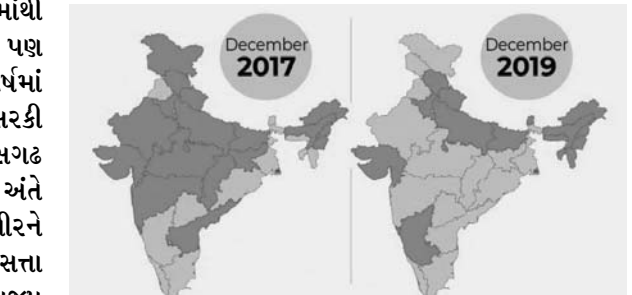 માંથી
પણ
ર્ષમાં
સરકી
સગઢ
અંતે
મીરને
સત્તા
December
2017
December
2019